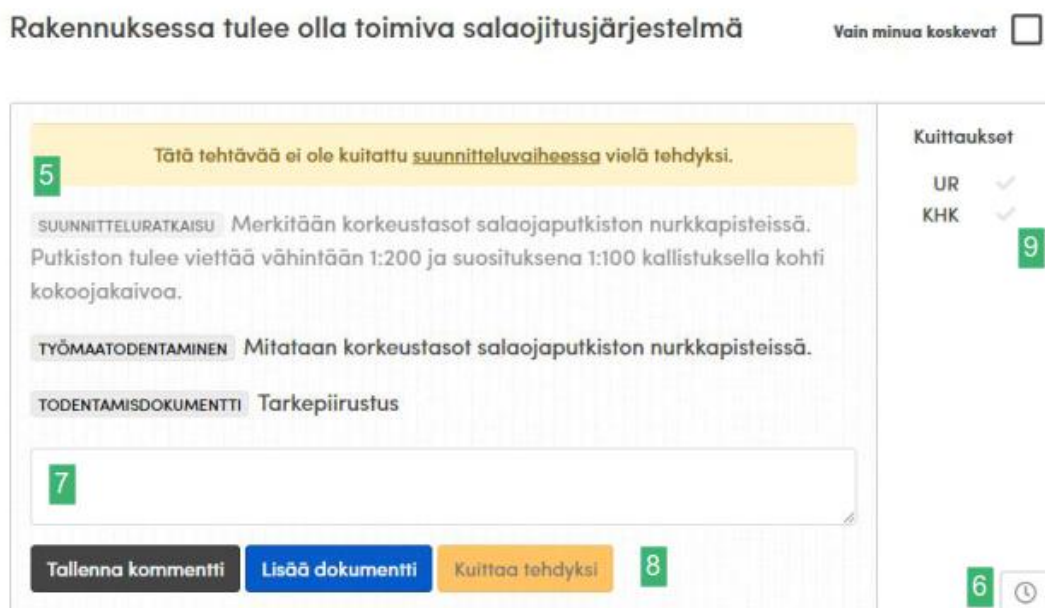 Rakennuksessa tulee olla toimiva salaojitusjärjestelmä
Vain minua koskevat
Tätä tehtävää ei ole kuitattu suunnitteluvaiheessa vielä tehdyksi.
5
SUUNNITTELURATKAISU Merkitään korkeustasot salaojaputkiston nurkkapisteissä.
Putkiston tulee viettää vähintään 1:200 ja suosituksena 1:100 kallistuksella kohti
kokoojakaivoa.
TYÖMAATODENTAMINEN Mitataan korkeustasot salaojaputkiston nurkkapisteissä.
TODENTAMISDOKUMENTTI Tarkepiirustus
7
Tallenna kommentti Lisää dokumentti Kuittaa tehdyksi 8
Kuittaukset
UR
KHK
9
6